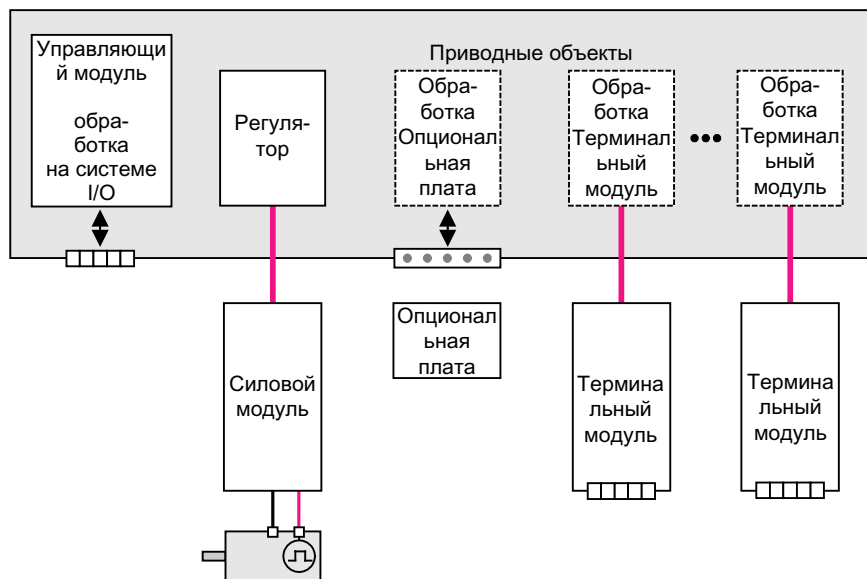 Приводные объекты
Управляющи
й модуль
обра-
ботка
на системе
I/O
Регуля-
тор
Обра-
ботка
Опционал
ьная
плата
Обра-
ботка
Терминал
ьный
модуль
Обра-
ботка
Терминал
ьный
модуль
Силовой
модуль
Опционал
ьная
плата
Термина
льный
модуль
Термина
льный
модуль